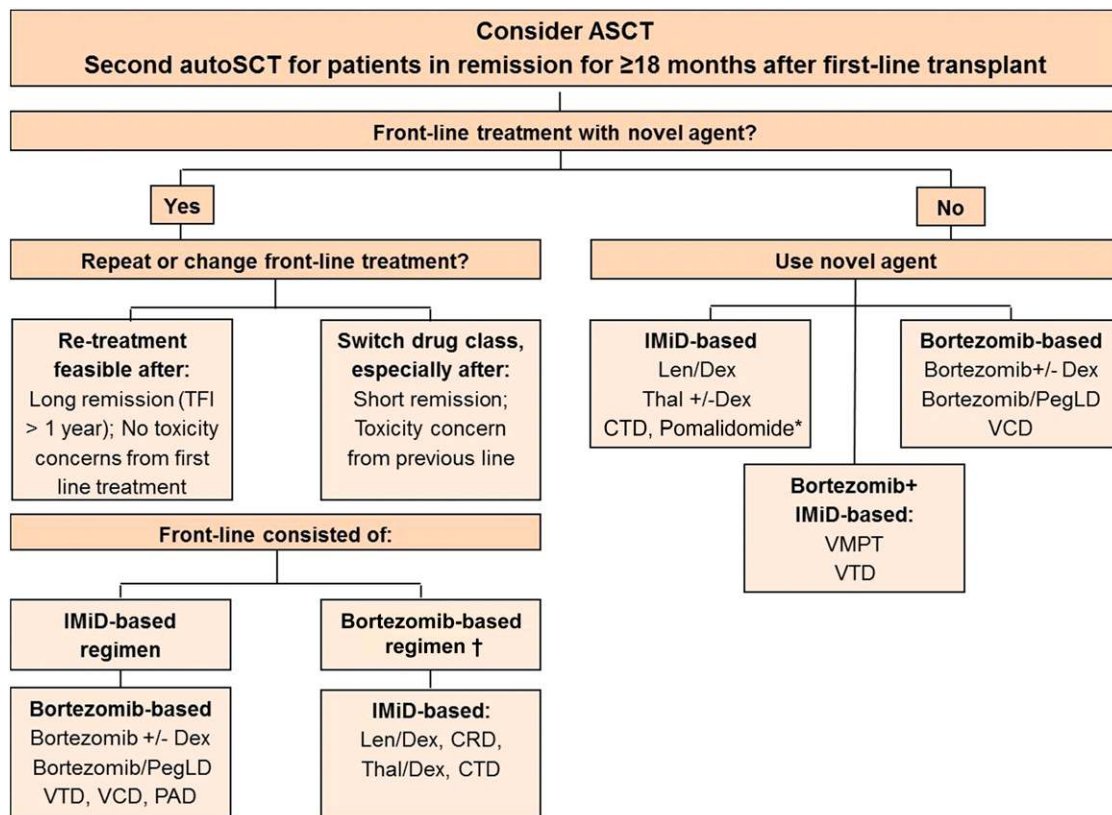 Consider ASCT
Second autoSCT for patients in remission for ≥18 months after first-line transplant
Front-line treatment with novel agent?
Yes
No
Repeat or change front-line treatment?
Use novel agent
Re-treatment
feasible after:
Long remission (TFI
> 1 year); No toxicity
concerns from first
line treatment
Switch drug class,
especially after:
Short remission;
Toxicity concern
from previous line
IMiD-based
Len/Dex
Thal +/-Dex
CTD, Pomalidomide*
Bortezomib-based
Bortezomib+/- Dex
Bortezomib/PegLD
VCD
Bortezomib+
IMiD-based:
VMPT
VTD
Front-line consisted of:
IMiD-based
regimen
Bortezomib-based
regimen †
Bortezomib-based
Bortezomib +/- Dex
Bortezomib/PegLD
VTD, VCD, PAD
IMiD-based:
Len/Dex, CRD,
Thal/Dex, CTD